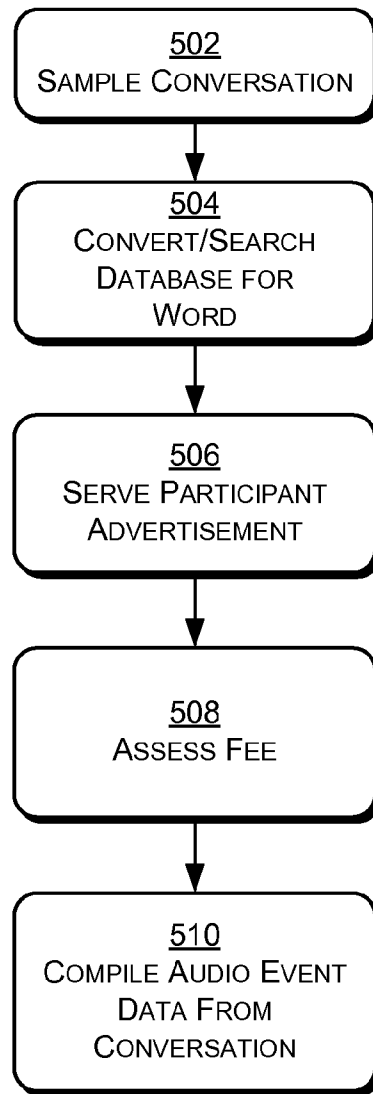 502
SAMPLE CONVERSATION
504
CONVERT/SEARCH
DATABASE FOR
WORD
506
SERVE PARTICIPANT
ADVERTISEMENT
508
ASSESS FEE
510
COMPILE AUDIO EVENT
DATA FROM
CONVERSATION